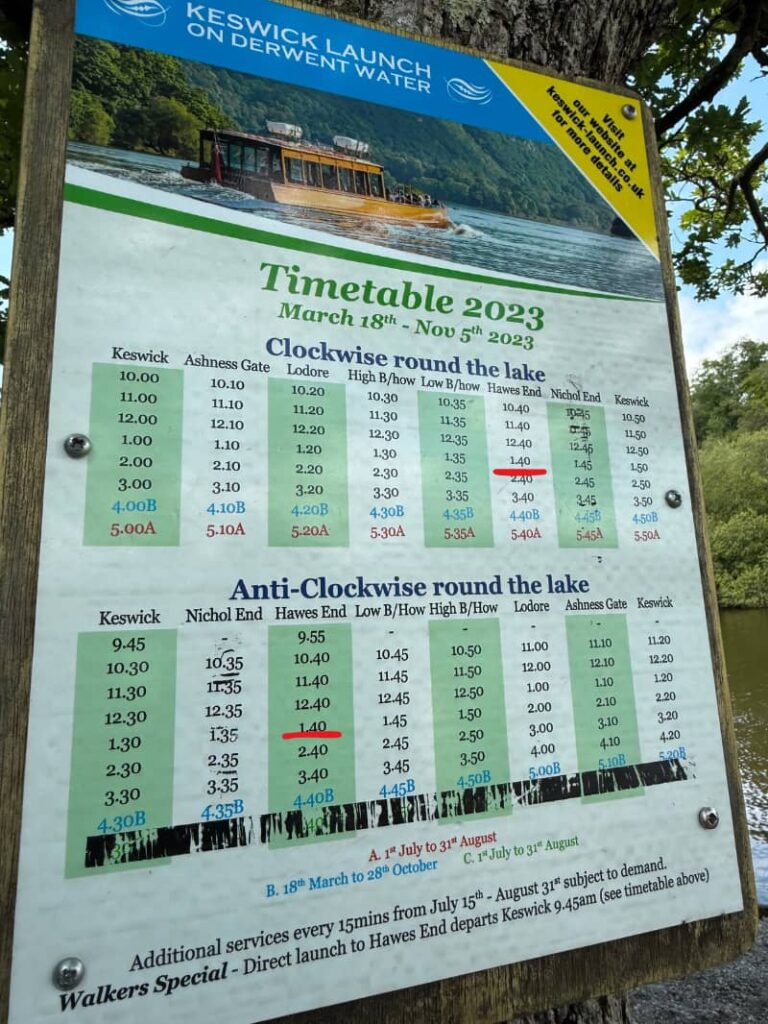 KESWICK LAUNCH
ON DERWENT WATER
Visit
our website at
keswick-launch.co.uk
for more details
Timetable 2023
March 18th - Nov 5th 2023
Clockwise round the lake
Keswick Ashness Gate Lodore High B/how Low B/how Hawes End Nichol End Keswick
10.00 10.10 10.20 10.30 10.35 10.40 10.45 10.50
11.00 11.10 11.20 11.30 11.35 11.40 11.50
12.00 12.10 12.20 12.30 12.35 12.40 12.45 12.50
1.00 1.10 1.20 1.30 1.35 1.40 1.45 1.50
2.00 2.10 2.20 2.30 2.35 2.40 2.45 2.50
3.00 3.10 3.20 3.30 3.35 3.40 3.45 3.50
4.00B 4.10B 4.20B 4.30B 4.35B 4.40B 4.45B 4.50B
5.00A 5.10A 5.20A 5.30A 5.35A 5.40A 5.45A 5.50A
Anti-Clockwise round the lake
Keswick Nichol End Hawes End Low B/How High B/How Lodore Ashness Gate Keswick
9.45 - 9.55 - - - - -
10.30 10.35 10.40 10.45 10.50 11.00 11.10 11.20
11.30 11.35 11.40 11.45 11.50 12.00 12.10 12.20
12.30 12.35 12.40 12.45 12.50 1.00 1.10 1.20
1.30 1.35 1.40 1.45 1.50 2.00 2.10 2.20
2.30 2.35 2.40 2.45 2.50 3.00 3.10 3.20
3.30 3.35 3.40 3.45 3.50 4.00 4.10 4.20
4.30B 4.35B 4.40B 4.45B 4.50B 5.00B 5.10B 5.20B
A. 1st July to 31st August
B. 18th March to 28th October C. 1st July to 31st August
Additional services every 15mins from July 15th - August 31st subject to demand.
Walkers Special - Direct launch to Hawes End departs Keswick 9.45am (see timetable above)